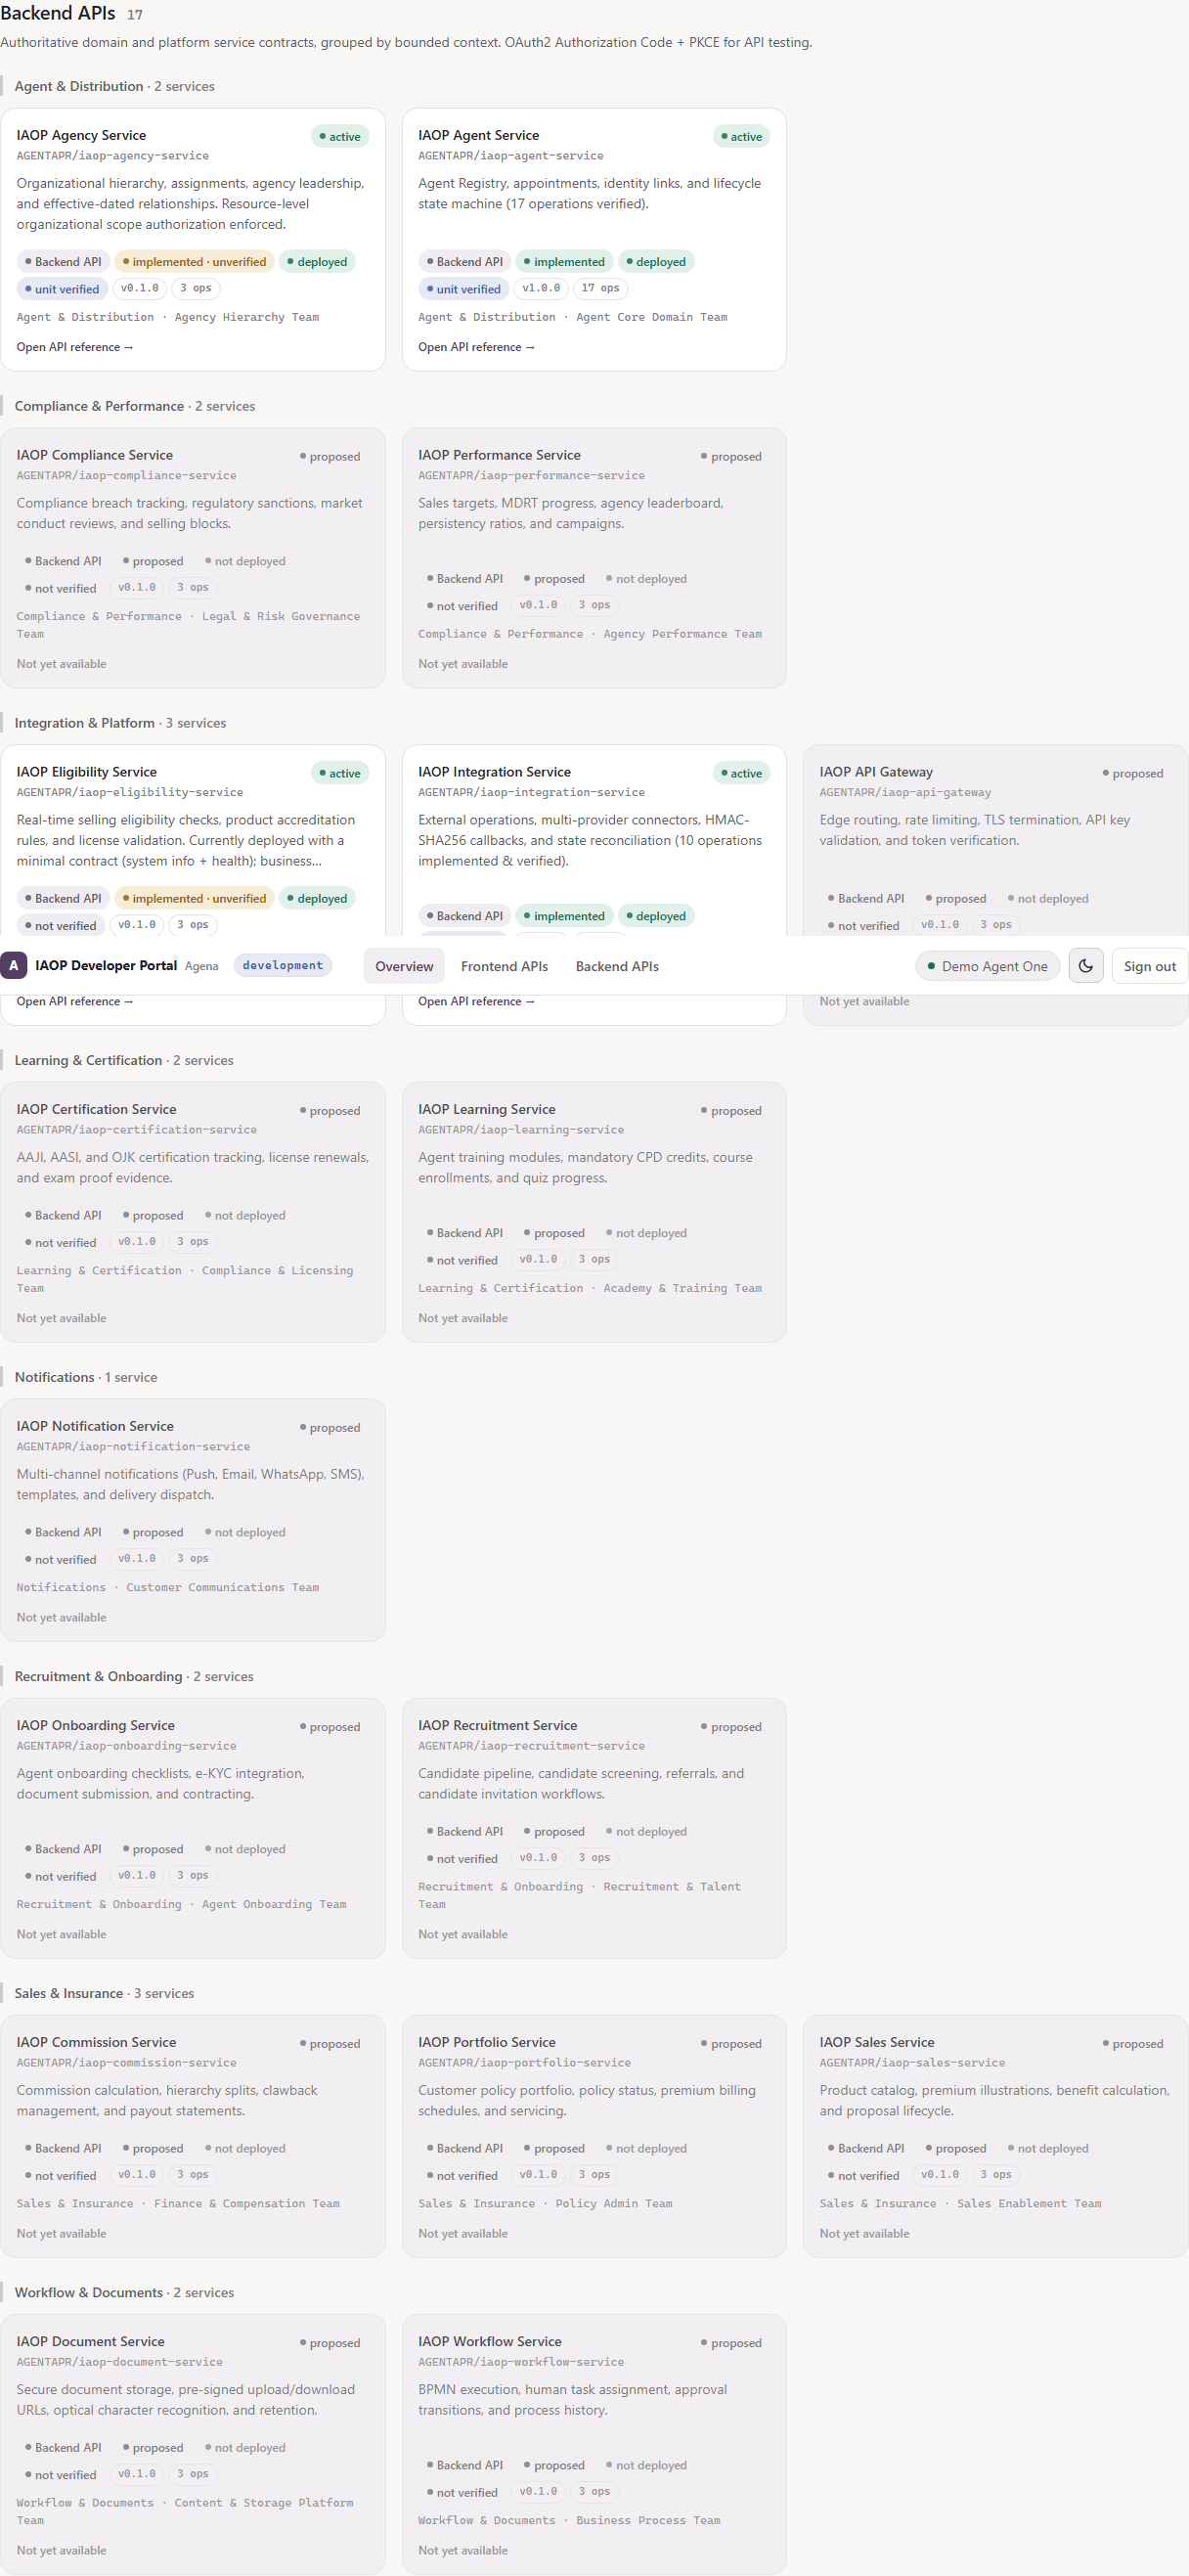 Backend APIs 17
Authoritative domain and platform service contracts, grouped by bounded context. OAuth2 Authorization Code + PKCE for API testing.
Agent & Distribution · 2 services
IAOP Agency Service
active
AGENTAPR/iaop-agency-service
Organizational hierarchy, assignments, agency leadership,
and effective-dated relationships. Resource-level
organizational scope authorization enforced.
Backend API implemented · unverified deployed
unit verified v0.1.0 3 ops
Agent & Distribution · Agency Hierarchy Team
Open API reference →
IAOP Agent Service
active
AGENTAPR/iaop-agent-service
Agent Registry, appointments, identity links, and lifecycle
state machine (17 operations verified).
Backend API implemented deployed
unit verified v1.0.0 17 ops
Agent & Distribution · Agent Core Domain Team
Open API reference →
Compliance & Performance · 2 services
IAOP Compliance Service
proposed
AGENTAPR/iaop-compliance-service
Compliance breach tracking, regulatory sanctions, market
conduct reviews, and selling blocks.
Backend API proposed not deployed
not verified v0.1.0 3 ops
Compliance & Performance · Legal & Risk Governance
Team
Not yet available
IAOP Performance Service
proposed
AGENTAPR/iaop-performance-service
Sales targets, MDRT progress, agency leaderboard,
persistency ratios, and campaigns.
Backend API proposed not deployed
not verified v0.1.0 3 ops
Compliance & Performance · Agency Performance Team
Not yet available
Integration & Platform · 3 services
IAOP Eligibility Service
active
AGENTAPR/iaop-eligibility-service
Real-time selling eligibility checks, product accreditation
rules, and license validation. Currently deployed with a
minimal contract (system info + health); business...
Backend API implemented · unverified deployed
not verified v0.1.0 3 ops
IAOP Integration Service
active
AGENTAPR/iaop-integration-service
External operations, multi-provider connectors, HMAC-
SHA256 callbacks, and state reconciliation (10 operations
implemented & verified).
Backend API implemented deployed
IAOP API Gateway
proposed
AGENTAPR/iaop-api-gateway
Edge routing, rate limiting, TLS termination, API key
validation, and token verification.
Backend API proposed not deployed
not verified v0.1.0 3 ops
A IAOP Developer Portal Agena development Overview Frontend APIs Backend APIs Demo Agent One Sign out
Open API reference →
Open API reference →
Not yet available
Learning & Certification · 2 services
IAOP Certification Service
proposed
AGENTAPR/iaop-certification-service
AAJI, AASI, and OJK certification tracking, license renewals,
and exam proof evidence.
Backend API proposed not deployed
not verified v0.1.0 3 ops
Learning & Certification · Compliance & Licensing
Team
Not yet available
IAOP Learning Service
proposed
AGENTAPR/iaop-learning-service
Agent training modules, mandatory CPD credits, course
enrollments, and quiz progress.
Backend API proposed not deployed
not verified v0.1.0 3 ops
Learning & Certification · Academy & Training Team
Not yet available
Notifications · 1 service
IAOP Notification Service
proposed
AGENTAPR/iaop-notification-service
Multi-channel notifications (Push, Email, WhatsApp, SMS),
templates, and delivery dispatch.
Backend API proposed not deployed
not verified v0.1.0 3 ops
Notifications · Customer Communications Team
Not yet available
Recruitment & Onboarding · 2 services
IAOP Onboarding Service
proposed
AGENTAPR/iaop-onboarding-service
Agent onboarding checklists, e-KYC integration,
document submission, and contracting.
Backend API proposed not deployed
not verified v0.1.0 3 ops
Recruitment & Onboarding · Agent Onboarding Team
Not yet available
IAOP Recruitment Service
proposed
AGENTAPR/iaop-recruitment-service
Candidate pipeline, candidate screening, referrals, and
candidate invitation workflows.
Backend API proposed not deployed
not verified v0.1.0 3 ops
Recruitment & Onboarding · Recruitment & Talent
Team
Not yet available
Sales & Insurance · 3 services
IAOP Commission Service
proposed
AGENTAPR/iaop-commission-service
Commission calculation, hierarchy splits, clawback
management, and payout statements.
Backend API proposed not deployed
not verified v0.1.0 3 ops
Sales & Insurance · Finance & Compensation Team
Not yet available
IAOP Portfolio Service
proposed
AGENTAPR/iaop-portfolio-service
Customer policy portfolio, policy status, premium billing
schedules, and servicing.
Backend API proposed not deployed
not verified v0.1.0 3 ops
Sales & Insurance · Policy Admin Team
Not yet available
IAOP Sales Service
proposed
AGENTAPR/iaop-sales-service
Product catalog, premium illustrations, benefit calculation,
and proposal lifecycle.
Backend API proposed not deployed
not verified v0.1.0 3 ops
Sales & Insurance · Sales Enablement Team
Not yet available
Workflow & Documents · 2 services
IAOP Document Service
proposed
AGENTAPR/iaop-document-service
Secure document storage, pre-signed upload/download
URLs, optical character recognition, and retention.
Backend API proposed not deployed
not verified v0.1.0 3 ops
Workflow & Documents · Content & Storage Platform
Team
Not yet available
IAOP Workflow Service
proposed
AGENTAPR/iaop-workflow-service
BPMN execution, human task assignment, approval
transitions, and process history.
Backend API proposed not deployed
not verified v0.1.0 3 ops
Workflow & Documents · Business Process Team
Not yet available